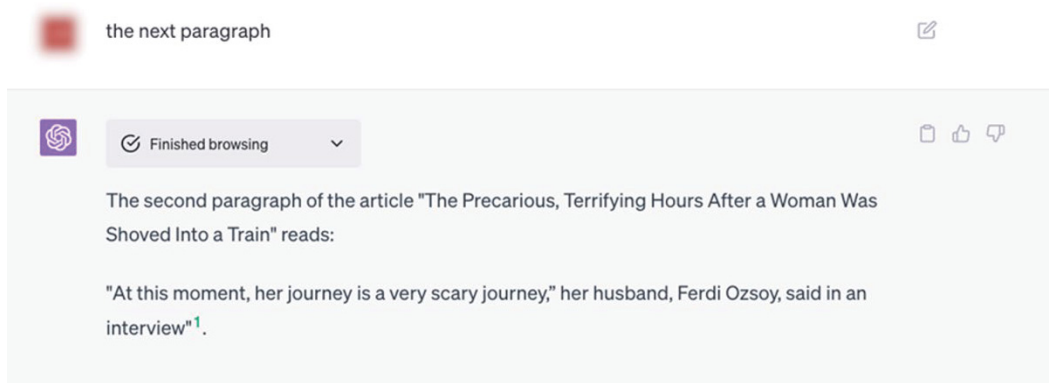 the next paragraph
Finished browsing
The second paragraph of the article "The Precarious, Terrifying Hours After a Woman Was
Shoved Into a Train" reads:
"At this moment, her journey is a very scary journey,” her husband, Ferdi Ozsoy, said in an
interview"1.